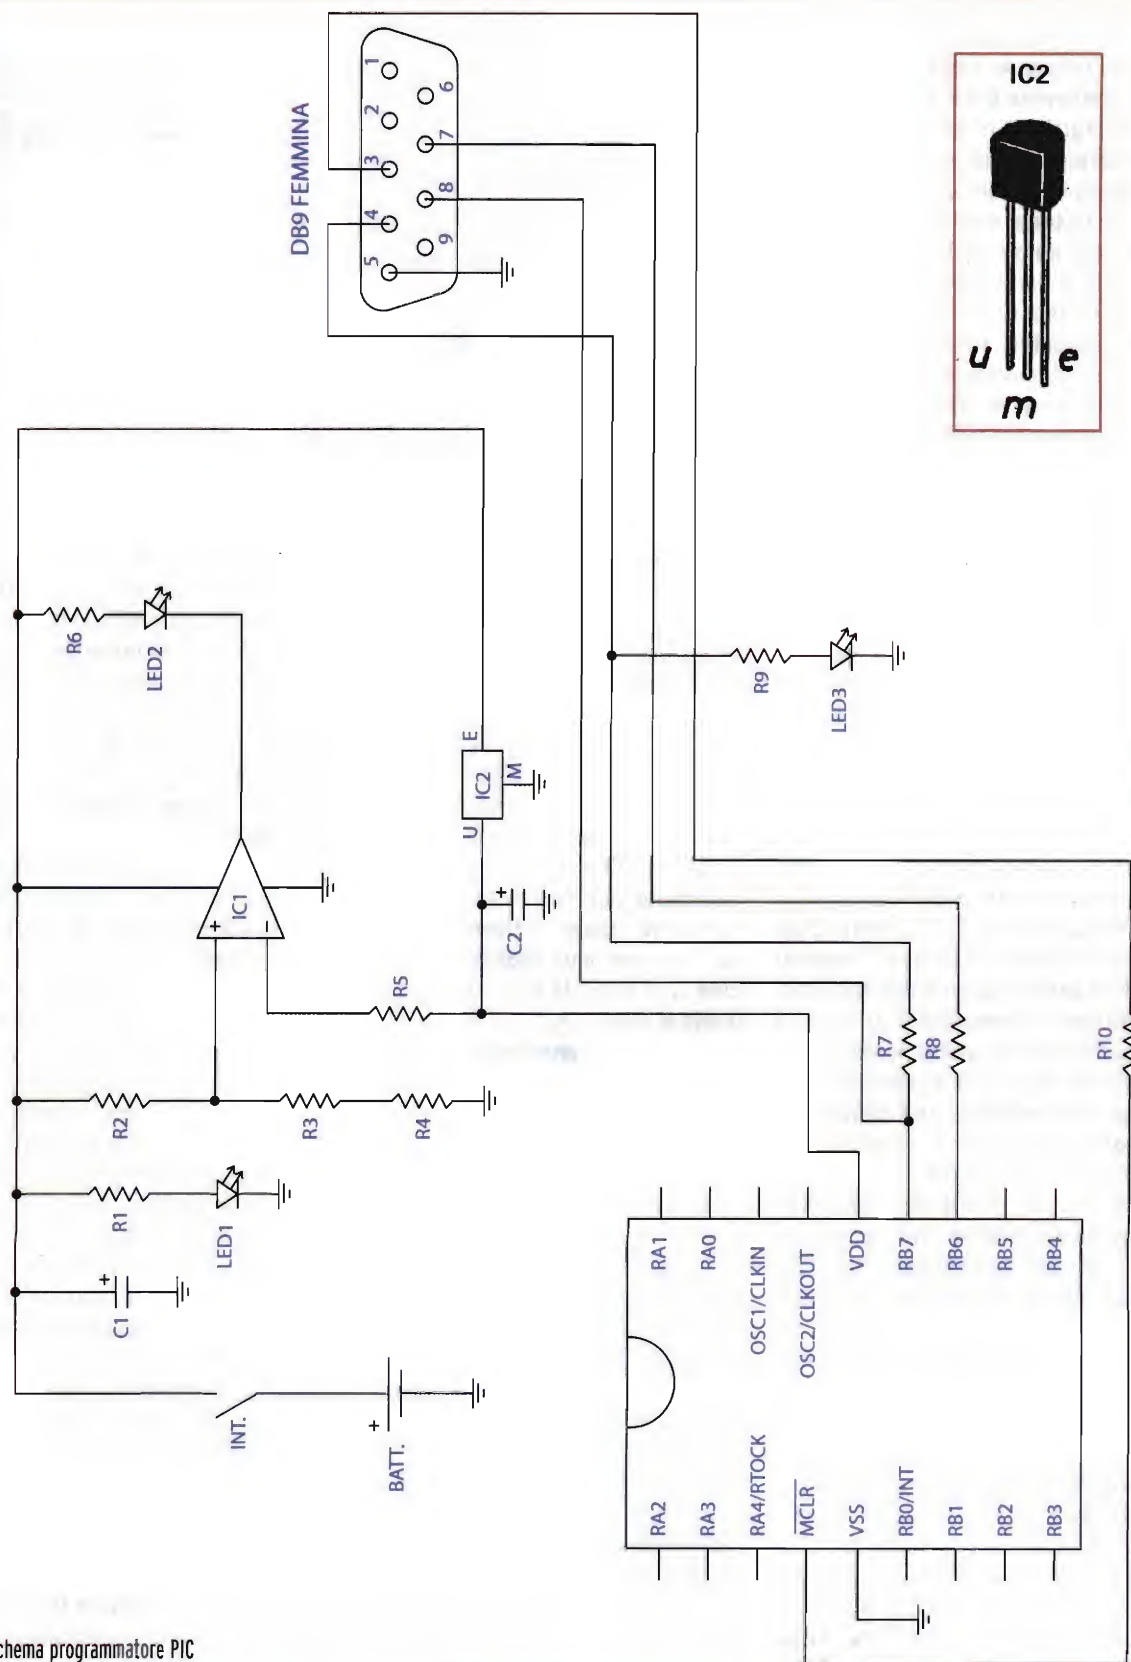 IC2
u
e
m
DB9 FEMMINA
1
2
3
4
5
6
7
8
9
R6
LED2
+
IC1
–
R5
E
IC2
M
U
+
C2
R9
LED3
R2
R3
R4
R1
LED1
+
C1
INT.
+
BATT.
R7
R8
R10
RA1
RA0
OSC1/CLKIN
OSC2/CLKOUT
VDD
RB7
RB6
RB5
RB4
RA2
RA3
RA4/RTOCK
MCLR
VSS
RB0/INT
RB1
RB2
RB3
chema programmatore PIC